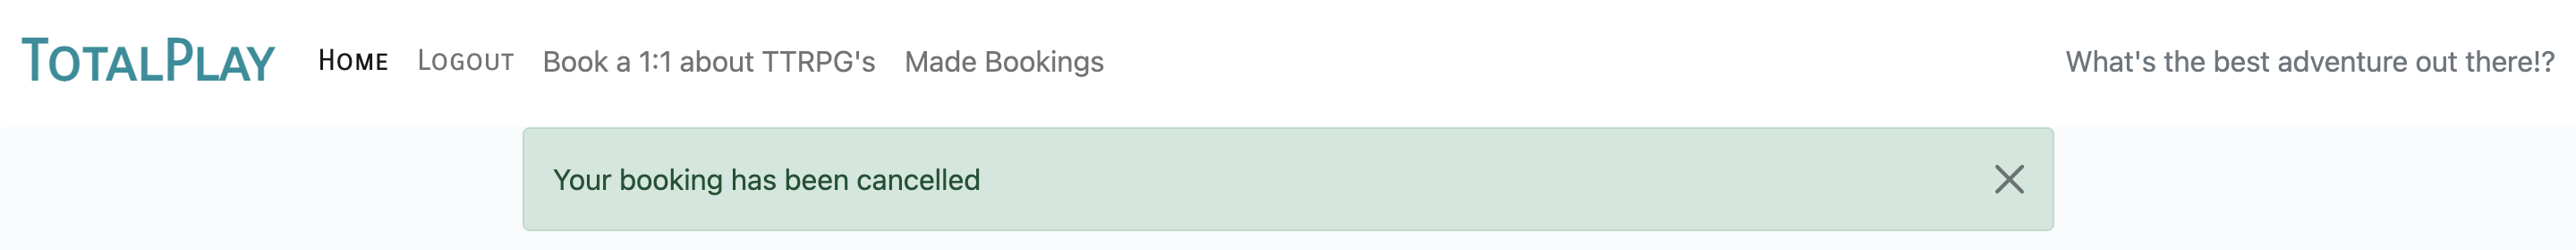 TotalPlay Home Logout Book a 1:1 about TTRPG's Made Bookings What's the best adventure out there!?
Your booking has been cancelled